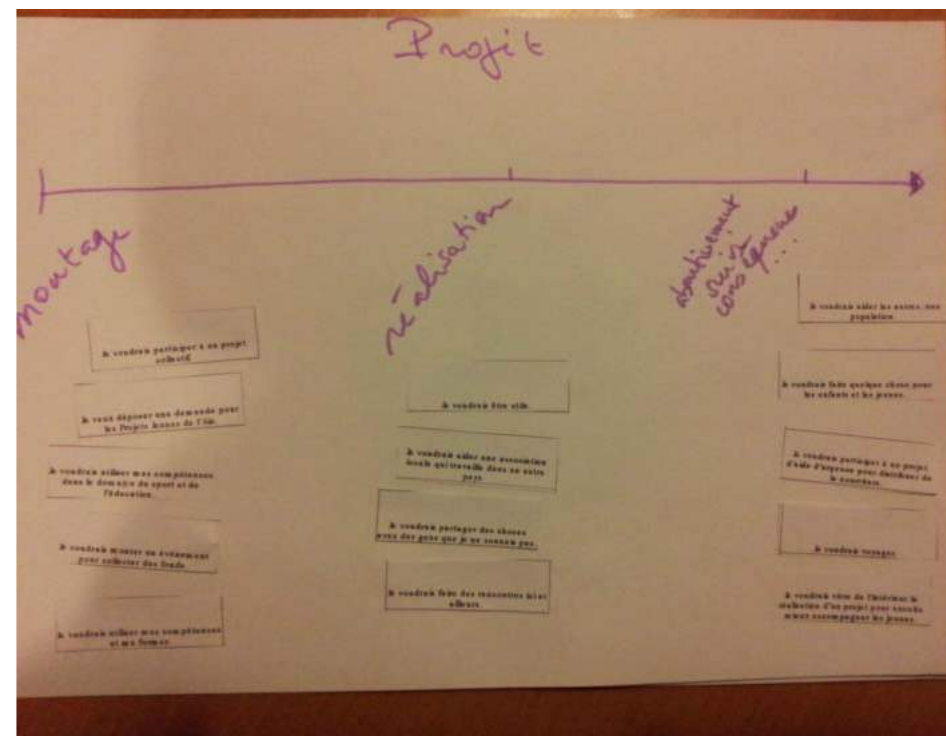 Projet
montage
réalisation
aboutissement
suivi
conséquence
...
Je voudrais participer à un projet
collectif
Je veux déposer une demande pour
les Projets Jeunes de l'
Je voudrais utiliser mes compétences
dans le domaine du sport et de
l'éducation.
Je voudrais monter un événement
pour collecter des fonds.
Je voudrais utiliser mes compétences
et me former.
Je voudrais être utile.
Je voudrais aider une association
locale qui travaille dans un autre
pays.
Je voudrais partager des choses
avec des gens que je ne connais pas.
Je voudrais faire des rencontres ici et
ailleurs.
Je voudrais aider les autres, une
population.
Je voudrais faire quelque chose pour
les enfants et les jeunes.
Je voudrais participer à un projet
d'aide d'urgence pour distribuer de
la nourriture.
Je voudrais voyager.
Je voudrais vivre de l'intérieur la
réalisation d'un projet pour ensuite
mieux accompagner les jeunes.